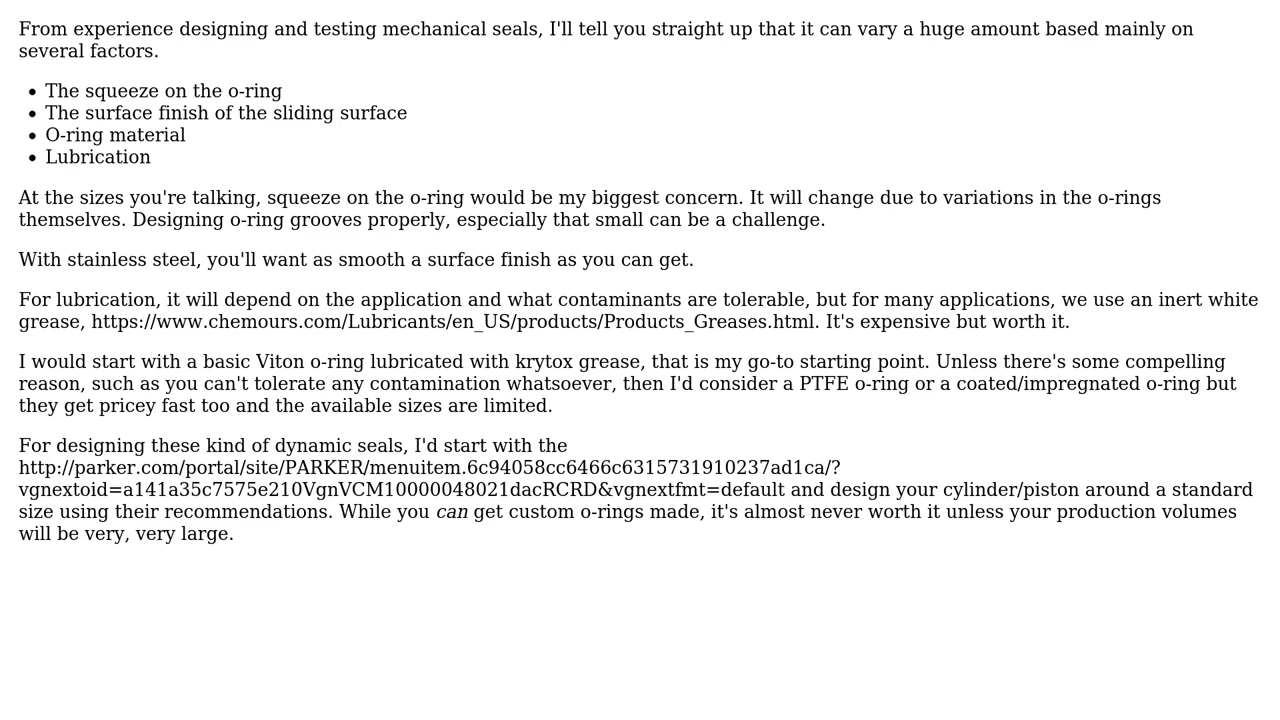 From experience designing and testing mechanical seals, I'll tell you straight up that it can vary a huge amount based mainly on
several factors.
• The squeeze on the o-ring
• The surface finish of the sliding surface
• O-ring material
• Lubrication
At the sizes you're talking, squeeze on the o-ring would be my biggest concern. It will change due to variations in the o-rings
themselves. Designing o-ring grooves properly, especially that small can be a challenge.
With stainless steel, you'll want as smooth a surface finish as you can get.
For lubrication, it will depend on the application and what contaminants are tolerable, but for many applications, we use an inert white
grease, https://www.chemours.com/Lubricants/en_US/products/Products_Greases.html. It's expensive but worth it.
I would start with a basic Viton o-ring lubricated with krytox grease, that is my go-to starting point. Unless there's some compelling
reason, such as you can't tolerate any contamination whatsoever, then I'd consider a PTFE o-ring or a coated/impregnated o-ring but
they get pricey fast too and the available sizes are limited.
For designing these kind of dynamic seals, I'd start with the
http://parker.com/portal/site/PARKER/menuitem.6c94058cc6466c6315731910237ad1ca/?
vgnextoid=a141a35c7575e210VgnVCM10000048021dacRCRD&vgnextfmt=default and design your cylinder/piston around a standard
size using their recommendations. While you can get custom o-rings made, it's almost never worth it unless your production volumes
will be very, very large.